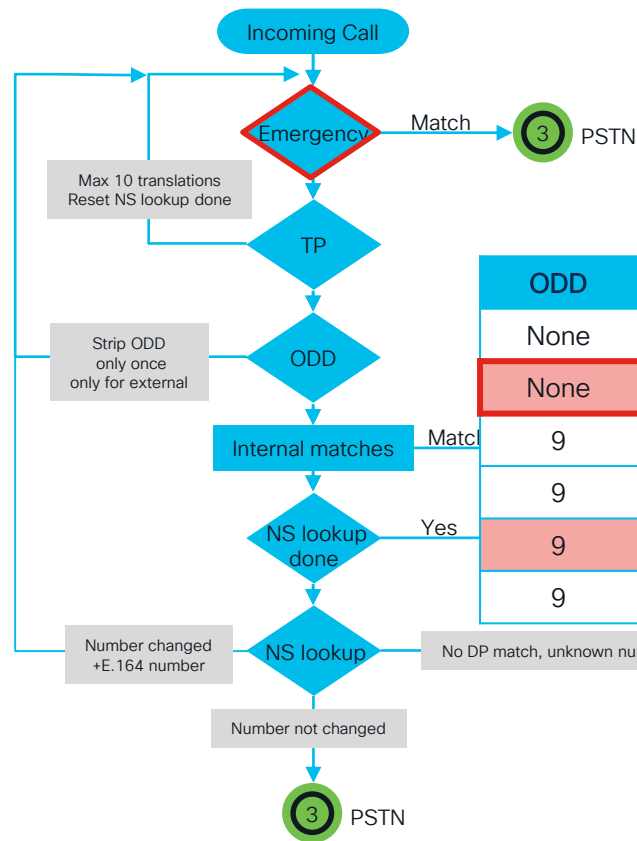 Incoming Call
Emergency
Match
3
PSTN
Max 10 translations
Reset NS lookup done
TP
ODD
None
None
9
9
9
9
Strip ODD
only once
only for external
ODD
Internal matches
NS lookup
done
Yes
Number changed
+E.164 number
NS lookup
No DP match, unknown
Number not changed
3
PSTN